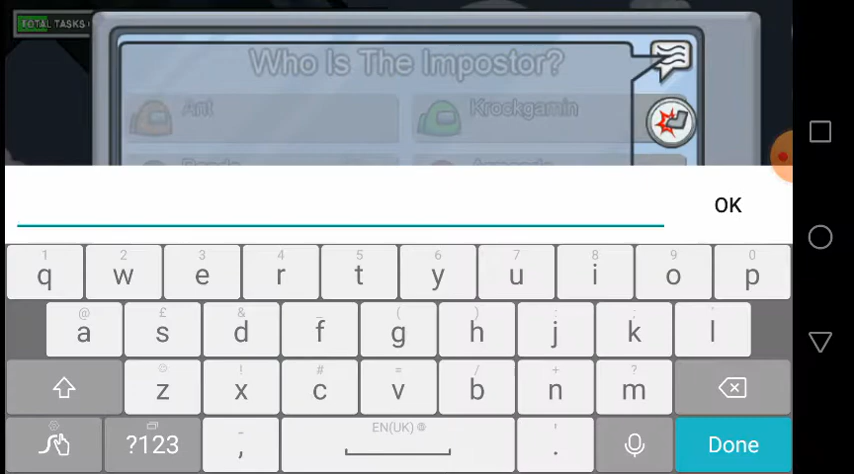 TOTAL TASKS
Who Is The Impostor?
Ant
Krockgamin
OK
1 2 3 4 5 6 7 8 9 0
q w e r t y u i o p
@ £ & _ ( ) : ; "
a s d f g h j k l
# = / + ?
z x c v b n m
EN(UK)
?123 , . Done